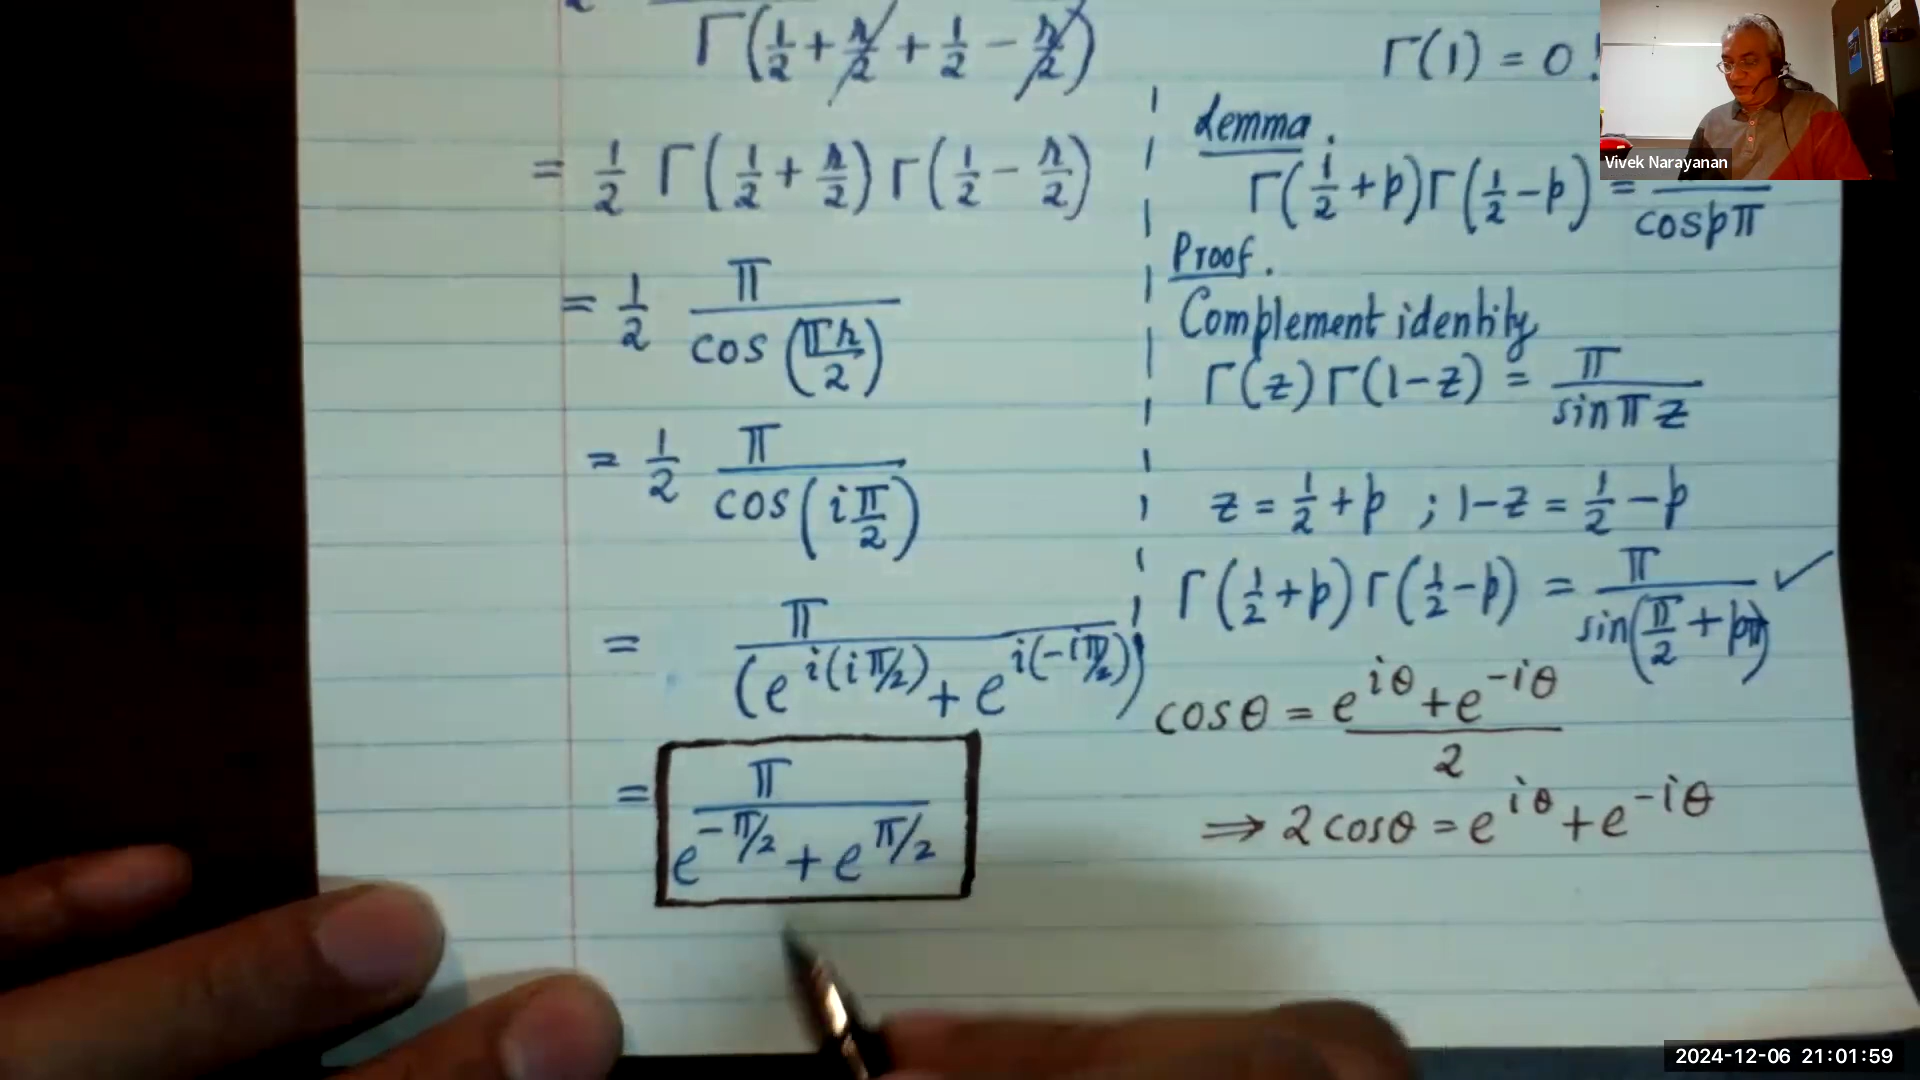 Γ(1/2 + r/2 + 1/2 − r/2)
= 1/2 Γ(1/2 + r/2) Γ(1/2 − r/2)
= 1/2 π / cos(πr/2)
= 1/2 π / cos(iπ/2)
= π / (e^{i(iπ/2)} + e^{i(−iπ/2)})
= π / (e^{−π/2} + e^{π/2})
Γ(1) = 0!
Lemma.
Γ(1/2 + p) Γ(1/2 − p) = / cos pπ
Proof.
Complement identity
Γ(z) Γ(1−z) = π / sin πz
z = 1/2 + p ; 1−z = 1/2 − p
Γ(1/2 + p) Γ(1/2 − p) = π / sin(π/2 + pπ) ✓
cos θ = (e^{iθ} + e^{−iθ}) / 2
⇒ 2 cos θ = e^{iθ} + e^{−iθ}
Vivek Narayanan
2024-12-06 21:01:59